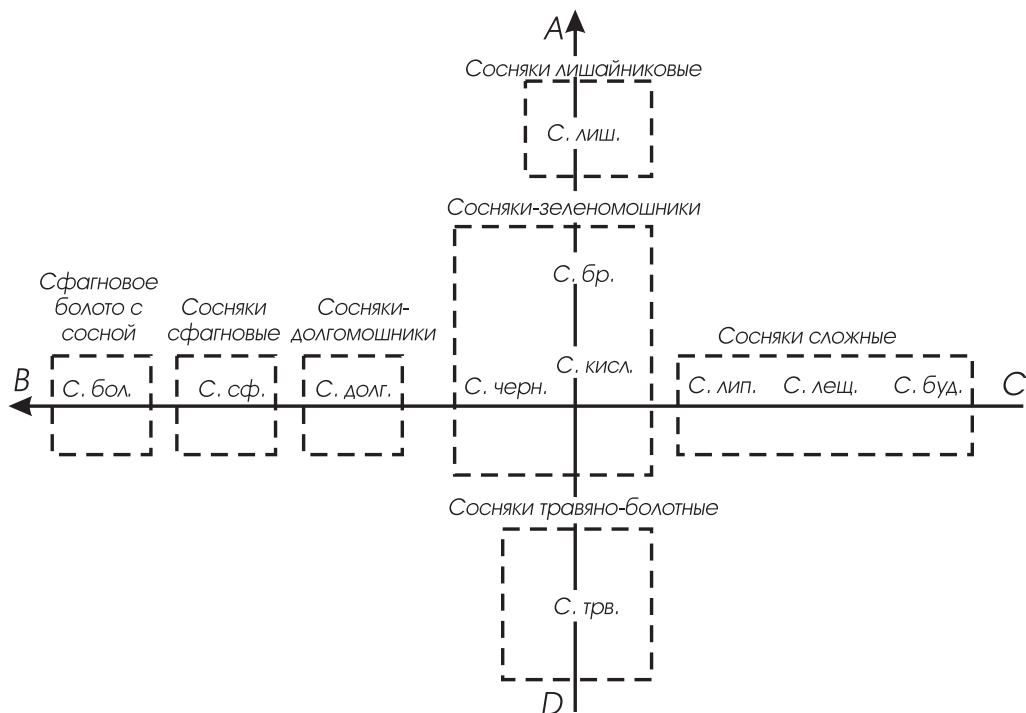 A
Сосняки лишайниковые
С. лиш.
Сосняки-зеленомошники
С. бр.
С. кисл.
С. черн.
Сфагновое
болото с
сосной
С. бол.
Сосняки
сфагновые
С. сф.
Сосняки-
долгомошники
С. долг.
B
Сосняки сложные
С. лип.
С. лещ.
С. буд.
C
Сосняки травяно-болотные
С. трв.
D